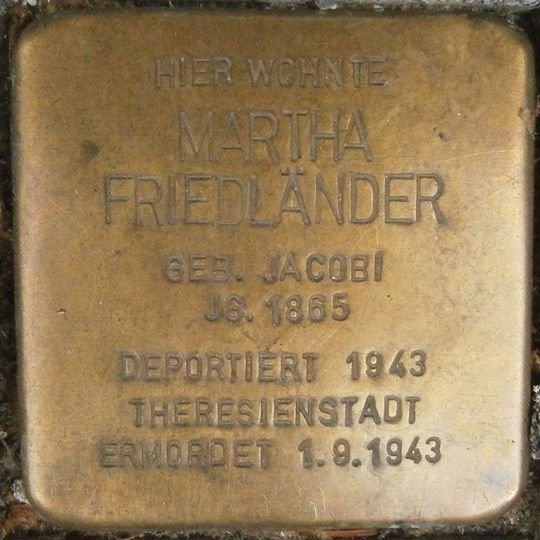 HIER WOHNTE
MARTHA
FRIEDLÄNDER
GEB. JACOBI
JG. 1865
DEPORTIERT 1943
THERESIENSTADT
ERMORDET 1.9.1943